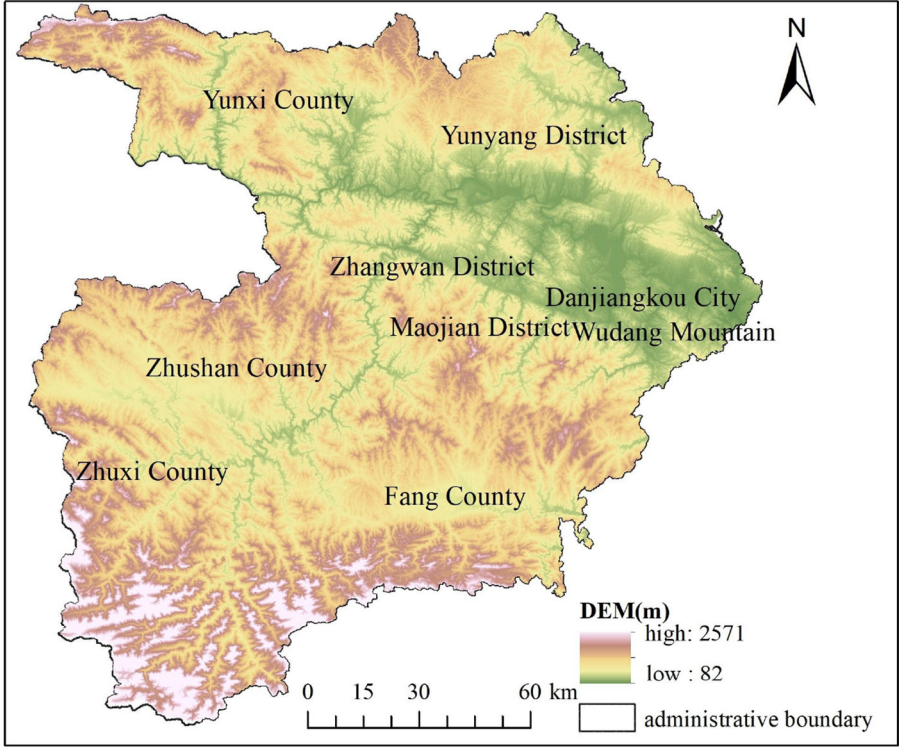 N
Yunxi County
Yunyang District
Zhangwan District
Danjiangkou City
Maojian District
Wudang Mountain
Zhushan County
Zhuxi County
Fang County
DEM(m)
high: 2571
low : 82
0 15 30 60 km
administrative boundary